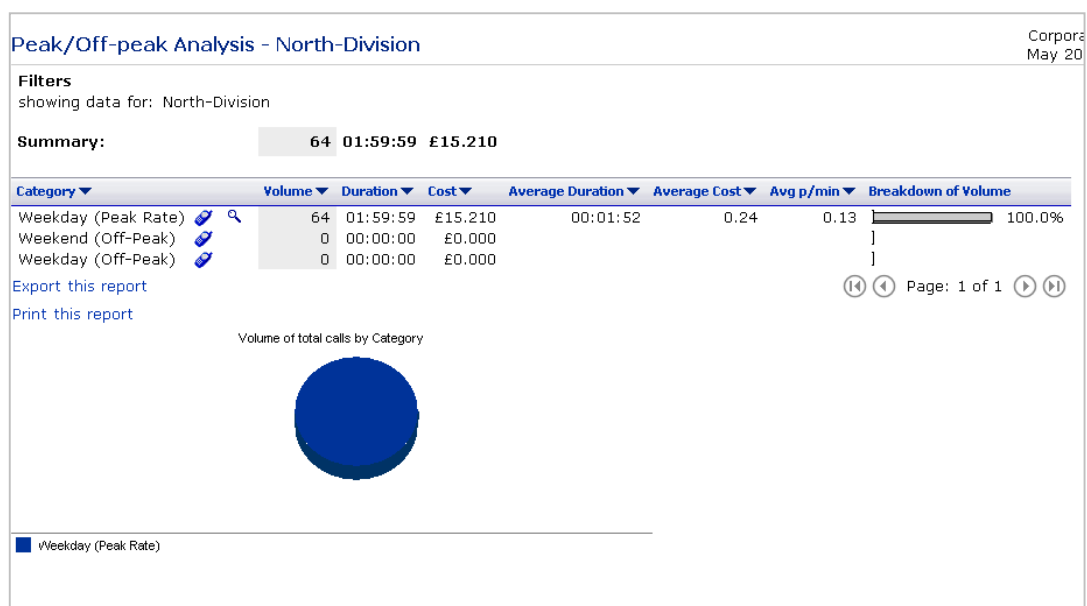 Peak/Off-peak Analysis - North-Division
Corpora
May 20
Filters
showing data for: North-Division
Summary: 64 01:59:59 £15.210
Category Volume Duration Cost Average Duration Average Cost Avg p/min Breakdown of Volume
Weekday (Peak Rate) 64 01:59:59 £15.210 00:01:52 0.24 0.13 100.0%
Weekend (Off-Peak) 0 00:00:00 £0.000
Weekday (Off-Peak) 0 00:00:00 £0.000
Export this report
Page: 1 of 1
Print this report
Volume of total calls by Category
Weekday (Peak Rate)